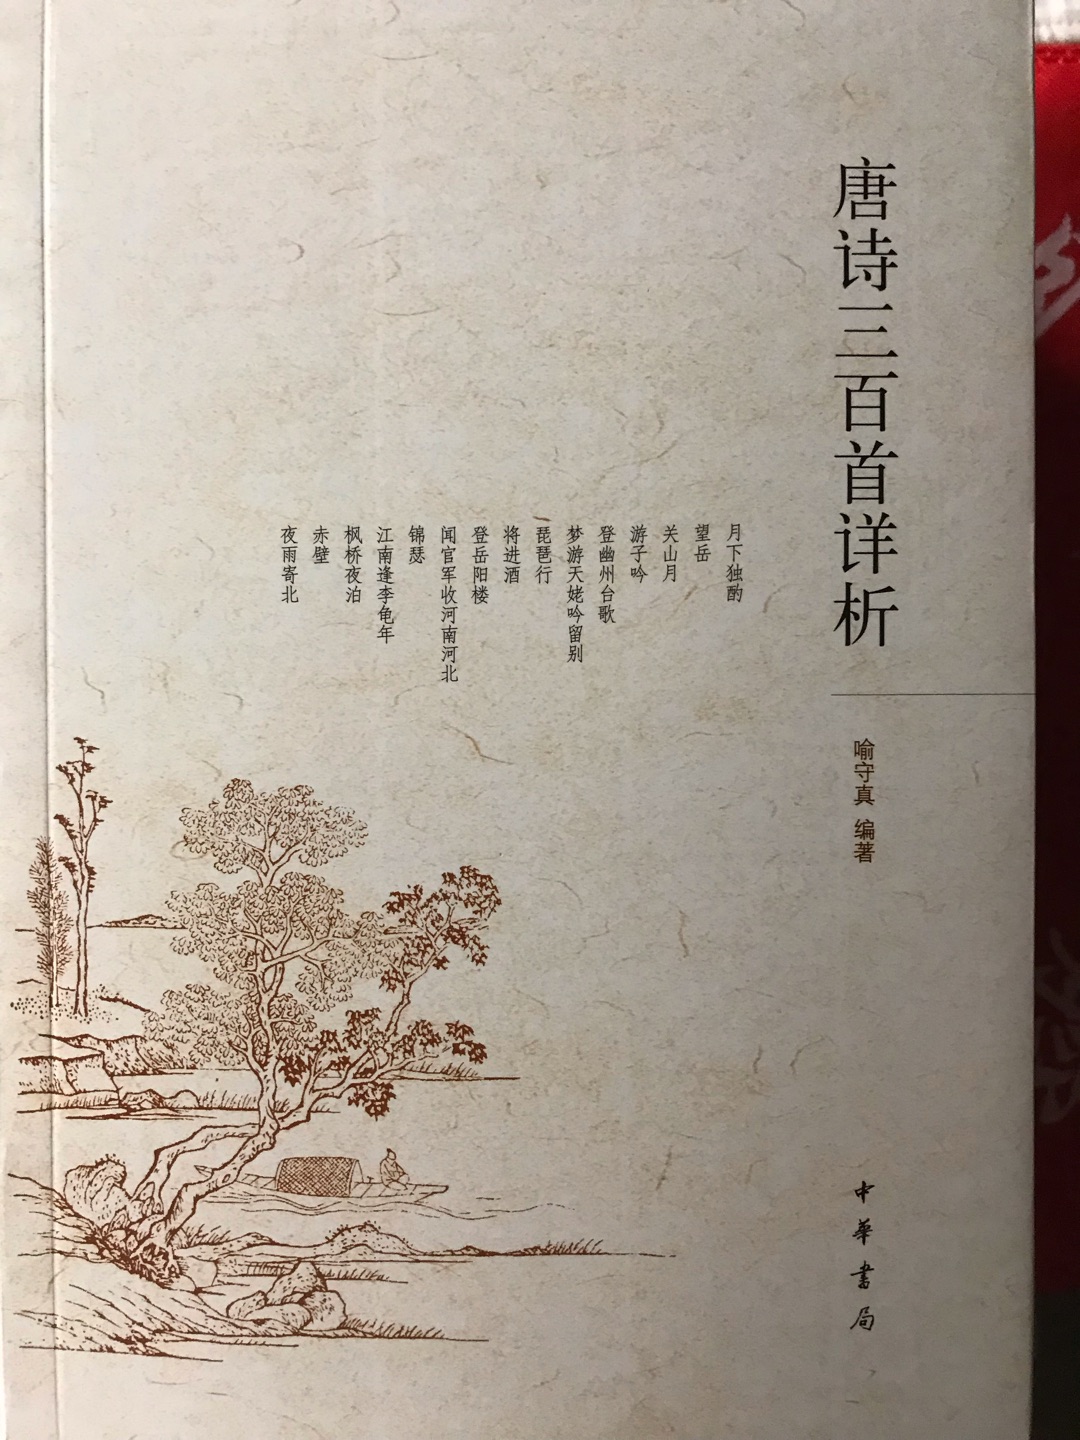 唐诗三百首详析
喻守真 编著
中华书局
月下独酌
望岳
关山月
游子吟
登幽州台歌
梦游天姥吟留别
琵琶行
将进酒
登岳阳楼
闻官军收河南河北
锦瑟
江南逢李龟年
枫桥夜泊
赤壁
夜雨寄北